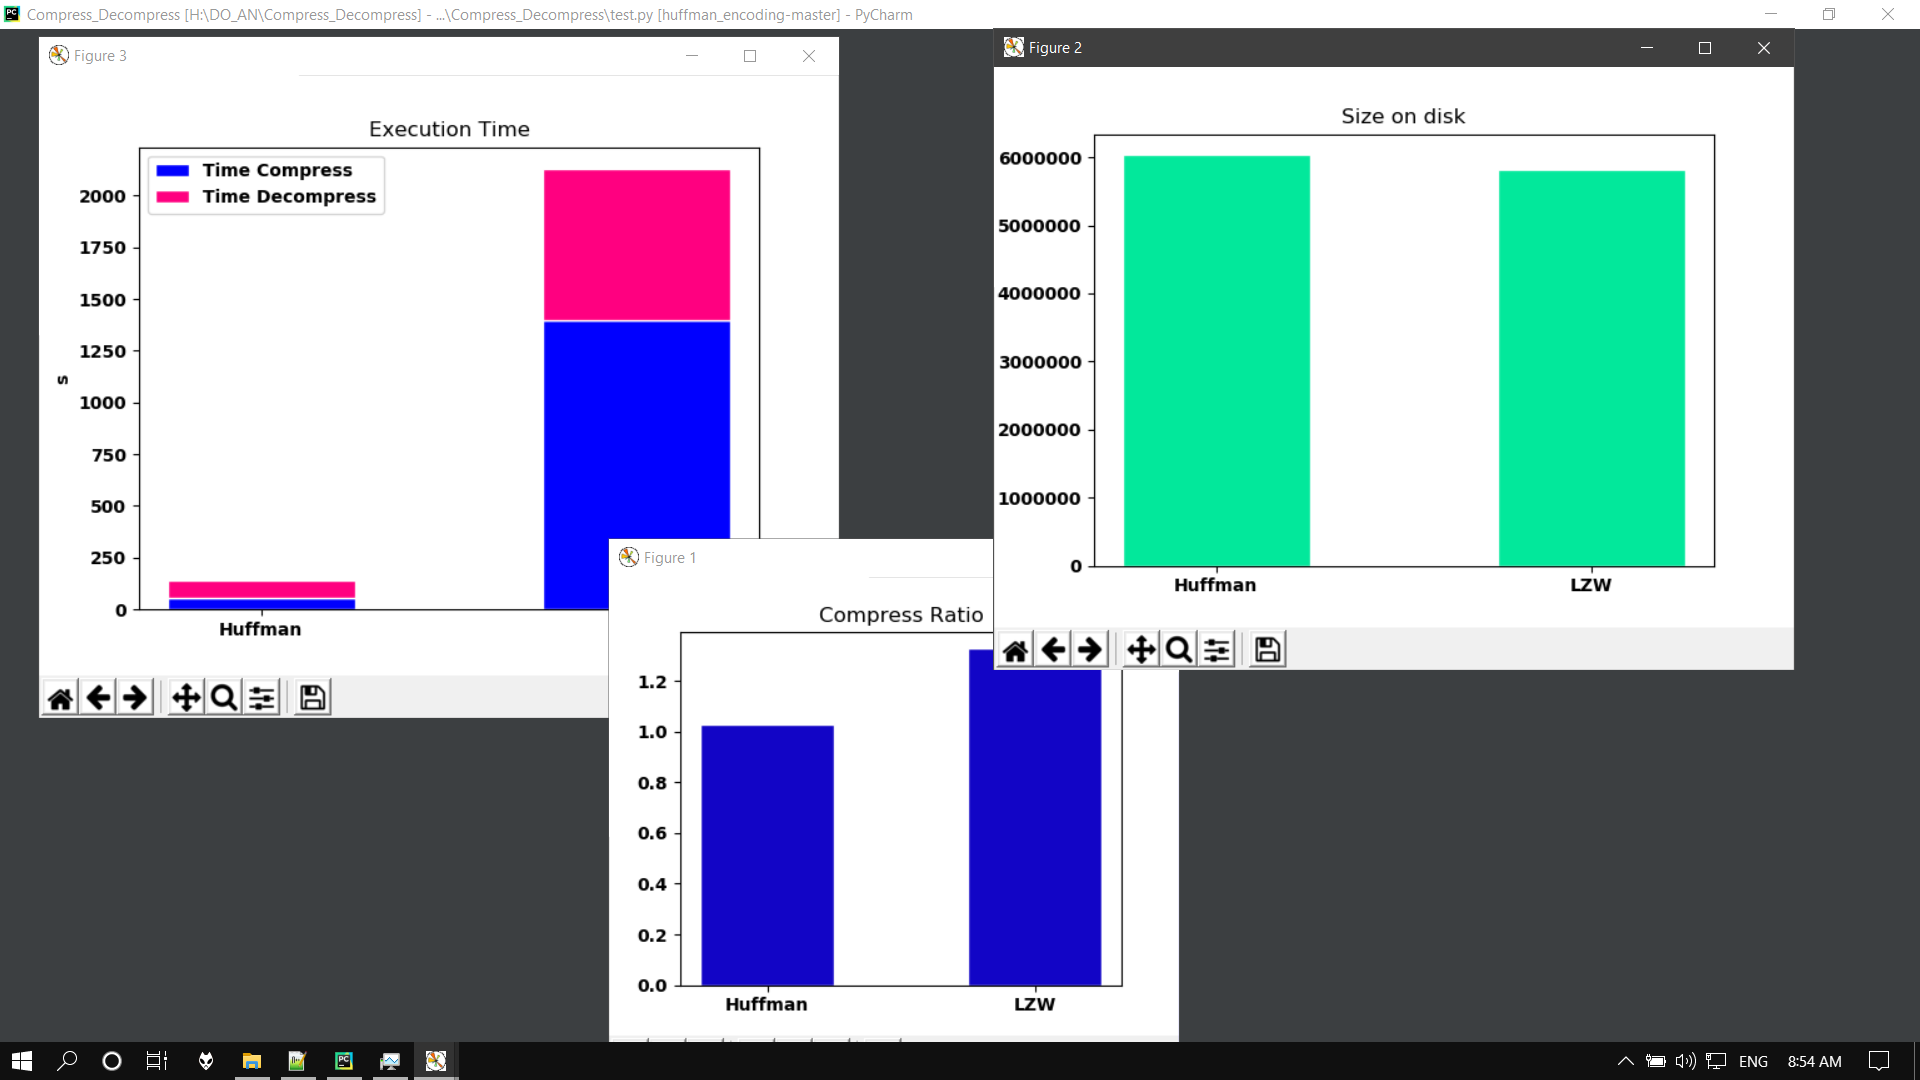 Compress_Decompress [H:\DO_AN\Compress_Decompress] - ...\Compress_Decompress\test.py [huffman_encoding-master] - PyCharm
Figure 3
Execution Time
Time Compress
Time Decompress
2000
1750
1500
1250
1000
750
500
250
0
s
Huffman
Figure 2
Size on disk
6000000
5000000
4000000
3000000
2000000
1000000
0
Huffman
LZW
Figure 1
Compress Ratio
1.2
1.0
0.8
0.6
0.4
0.2
0.0
Huffman
LZW
PC
ENG
8:54 AM